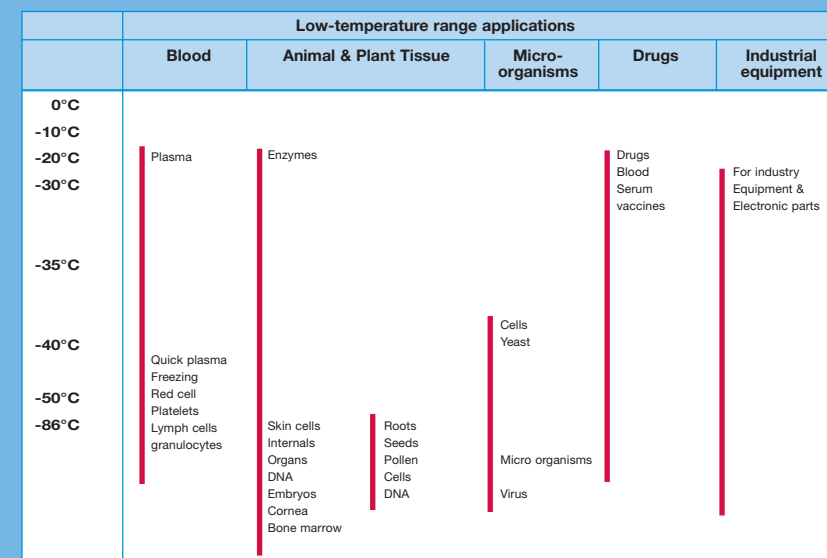 Low-temperature range applications
Blood
Animal & Plant Tissue
Micro-
organisms
Drugs
Industrial
equipment
0°C
-10°C
-20°C
-30°C
-35°C
-40°C
-50°C
-86°C
Plasma
Quick plasma
Freezing
Red cell
Platelets
Lymph cells
granulocytes
Enzymes
Skin cells
Internals
Organs
DNA
Embryos
Cornea
Bone marrow
Roots
Seeds
Pollen
Cells
DNA
Cells
Yeast
Micro organisms
Virus
Drugs
Blood
Serum
vaccines
For industry
Equipment &
Electronic parts